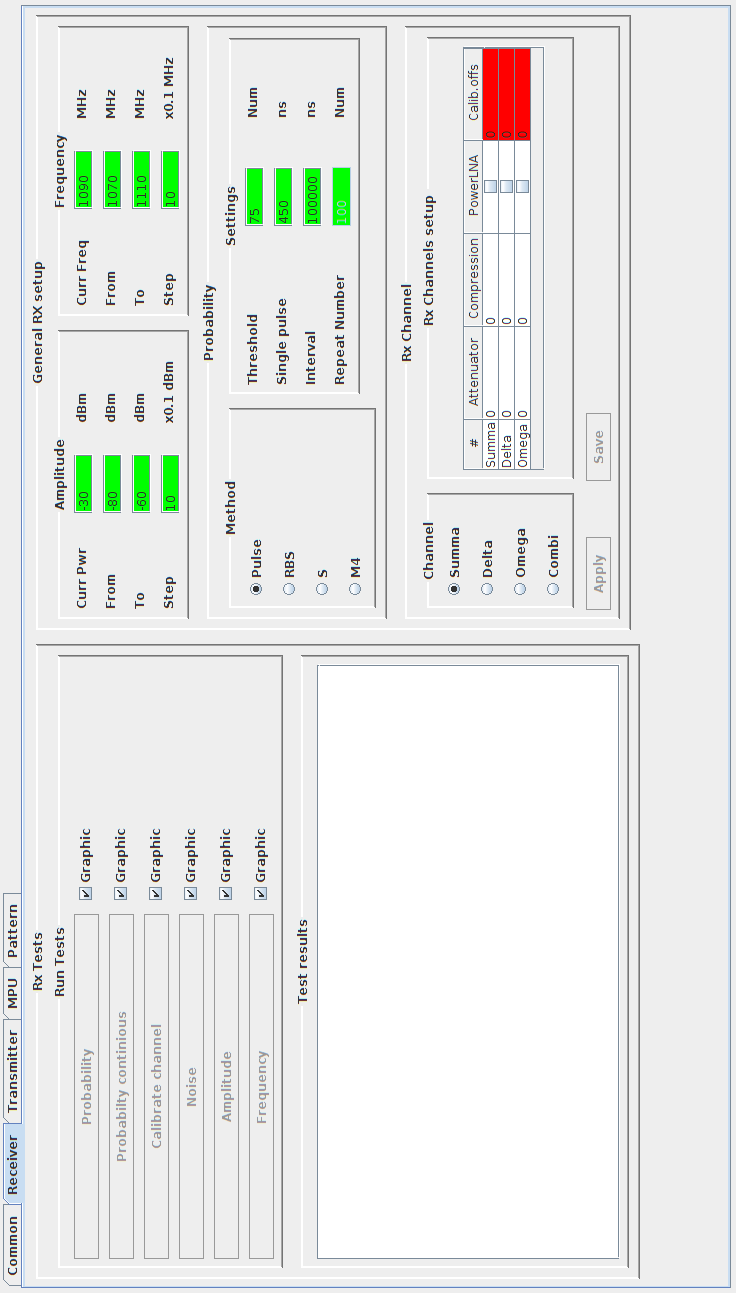 Common Receiver Transmitter MPU Pattern
Rx Tests
Run Tests
Probability Graphic
Probabilty continious Graphic
Calibrate channel Graphic
Noise Graphic
Amplitude Graphic
Frequency Graphic
Test results
General RX setup
Amplitude
Curr Pwr -30 dBm
From -80 dBm
To -60 dBm
Step 10 x0.1 dBm
Frequency
Curr Freq 1090 MHz
From 1070 MHz
To 1110 MHz
Step 10 x0.1 MHz
Probability
Method
Pulse
RBS
S
M4
Settings
Threshold 75 Num
Single pulse 450 ns
Interval 100000 ns
Repeat Number 100 Num
Rx Channel
Channel
Summa
Delta
Omega
Combi
Rx Channels setup
# Attenuator Compression PowerLNA Calib.offs
Summa 0 0 0
Delta 0 0 0
Omega 0 0 0
Apply Save